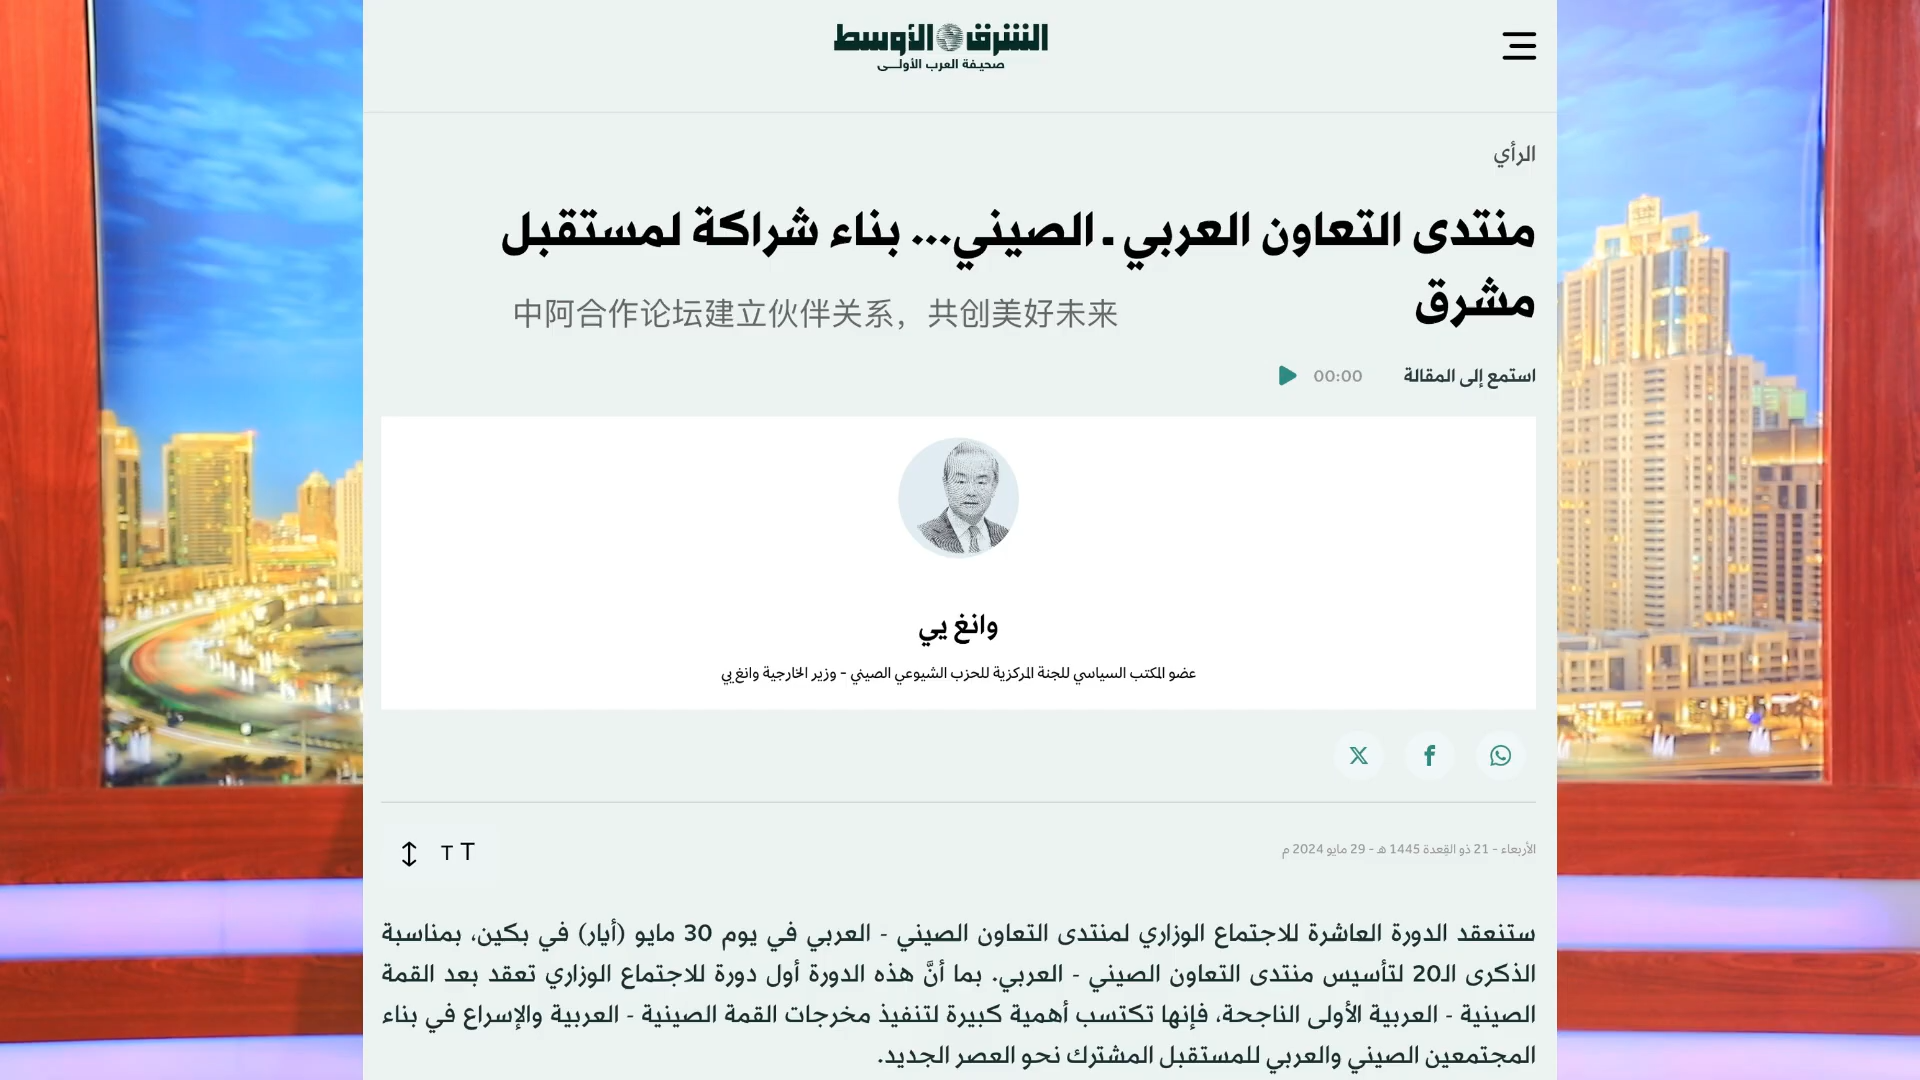 الشرق الأوسط
صحيفة العرب الأولى
الرأي
منتدى التعاون العربي ـ الصيني... بناء شراكة لمستقبل
مشرق
中阿合作论坛建立伙伴关系，共创美好未来
استمع إلى المقالة 00:00
وانغ يي
عضو المكتب السياسي للجنة المركزية للحزب الشيوعي الصيني - وزير الخارجية وانغ يي
الأربعاء - 21 ذو القِعدة 1445 هـ - 29 مايو 2024 م
T T
ستنعقد الدورة العاشرة للاجتماع الوزاري لمنتدى التعاون الصيني - العربي في يوم 30 مايو (أيار) في بكين، بمناسبة
الذكرى الـ20 لتأسيس منتدى التعاون الصيني - العربي. بما أنَّ هذه الدورة أول دورة للاجتماع الوزاري تعقد بعد القمة
الصينية - العربية الأولى الناجحة، فإنها تكتسب أهمية كبيرة لتنفيذ مخرجات القمة الصينية - العربية والإسراع في بناء
المجتمعين الصيني والعربي للمستقبل المشترك نحو العصر الجديد.